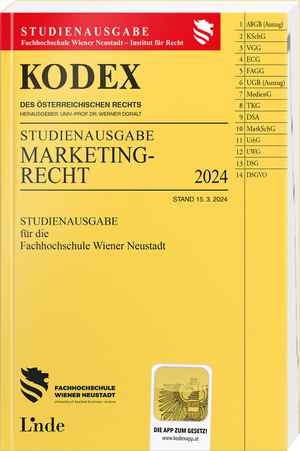 STUDIENAUSGABE
Fachhochschule Wiener Neustadt – Institut für Recht
KODEX
DES ÖSTERREICHISCHEN RECHTS
HERAUSGEBER: UNIV.-PROF. DR. WERNER DORALT
STUDIENAUSGABE
MARKETING-
RECHT 2024
STAND 15. 3. 2024
STUDIENAUSGABE
für die
Fachhochschule Wiener Neustadt
1 ABGB (Auszug)
2 KSchG
3 VGG
4 ECG
5 FAGG
6 UGB (Auszug)
7 MedienG
8 TKG
9 DSA
10 MarkSchG
11 UrhG
12 UWG
13 DSG
14 DSGVO
FACHHOCHSCHULE
WIENER NEUSTADT
Linde
DIE APP ZUM GESETZ!
www.kodexapp.at